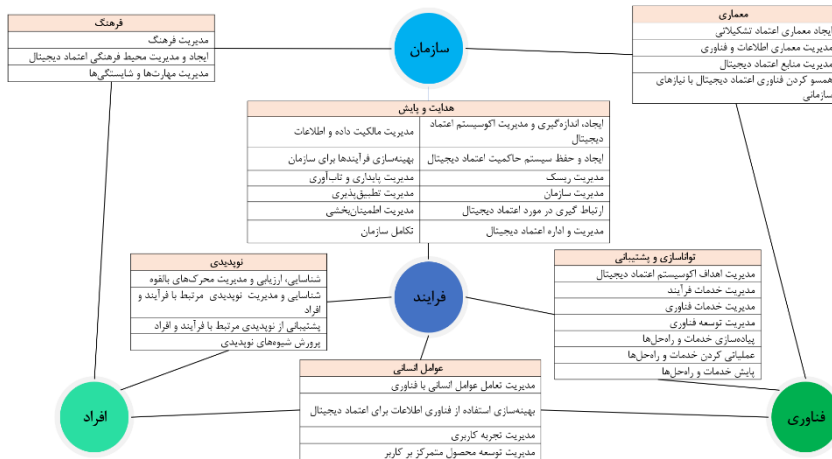 معماری
ایجاد معماری اعتماد تشکیلاتی
مدیریت معماری اطلاعات و فناوری
مدیریت منابع اعتماد دیجیتال
همسو کردن فناوری اعتماد دیجیتال با نیازهای
سازمانی
سازمان
فرهنگ
مدیریت فرهنگ
ایجاد و مدیریت محیط فرهنگی اعتماد دیجیتال
مدیریت مهارت‌ها و شایستگی‌ها
هدایت و پایش
ایجاد، اندازه‌گیری و مدیریت اکوسیستم اعتماد
دیجیتال
مدیریت مالکیت داده و اطلاعات
ایجاد و حفظ سیستم حاکمیت اعتماد دیجیتال
بهینه‌سازی فرآیندها برای سازمان
مدیریت ریسک
مدیریت پایداری و تاب‌آوری
مدیریت سازمان
مدیریت تطبیق‌پذیری
ارتباط گیری در مورد اعتماد دیجیتال
مدیریت اطمینان‌بخشی
مدیریت و اداره اعتماد دیجیتال
تکامل سازمان
تواناسازی و پشتیبانی
مدیریت اهداف اکوسیستم اعتماد دیجیتال
مدیریت خدمات فرآیند
مدیریت خدمات فناوری
مدیریت توسعه فناوری
پیاده‌سازی خدمات و راه‌حل‌ها
عملیاتی کردن خدمات و راه‌حل‌ها
پایش خدمات و راه‌حل‌ها
فرایند
نوپدیدی
شناسایی، ارزیابی و مدیریت محرک‌های بالقوه
شناسایی و مدیریت نوپدیدی مرتبط با فرآیند و
افراد
پشتیبانی از نوپدیدی مرتبط با فرآیند و افراد
پرورش شیوه‌های نوپدیدی
فناوری
عوامل انسانی
مدیریت تعامل عوامل انسانی با فناوری
بهینه‌سازی استفاده از فناوری اطلاعات برای اعتماد دیجیتال
مدیریت تجربه کاربری
مدیریت توسعه محصول متمرکز بر کاربر
افراد